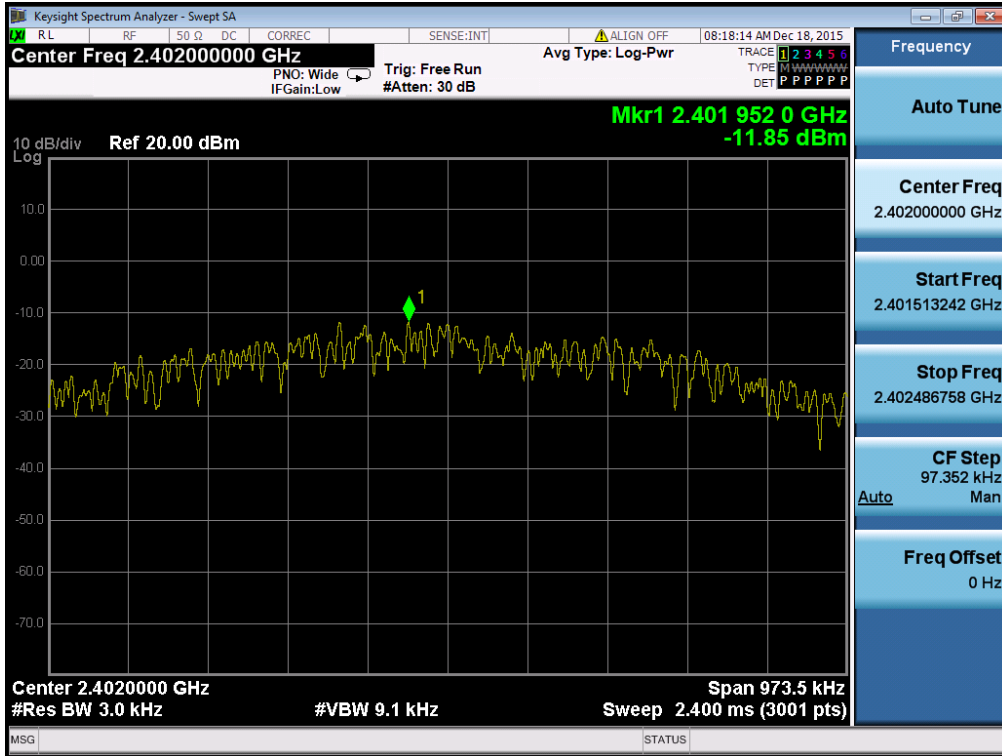 Keysight Spectrum Analyzer - Swept SA
LXI RL RF 50 Ω DC CORREC SENSE:INT ALIGN OFF 08:18:14 AM Dec 18, 2015
Center Freq 2.402000000 GHz
PNO: Wide
IFGain:Low
Trig: Free Run
#Atten: 30 dB
Avg Type: Log-Pwr
TRACE 1 2 3 4 5 6
TYPE M WWWWW
DET P P P P P P
Mkr1 2.401 952 0 GHz
-11.85 dBm
10 dB/div
Log
Ref 20.00 dBm
10.0
0.00
-10.0
-20.0
-30.0
-40.0
-50.0
-60.0
-70.0
1
Center 2.4020000 GHz
Span 973.5 kHz
#Res BW 3.0 kHz
#VBW 9.1 kHz
Sweep 2.400 ms (3001 pts)
MSG
STATUS
Frequency
Auto Tune
Center Freq
2.402000000 GHz
Start Freq
2.401513242 GHz
Stop Freq
2.402486758 GHz
CF Step
97.352 kHz
Auto Man
Freq Offset
0 Hz